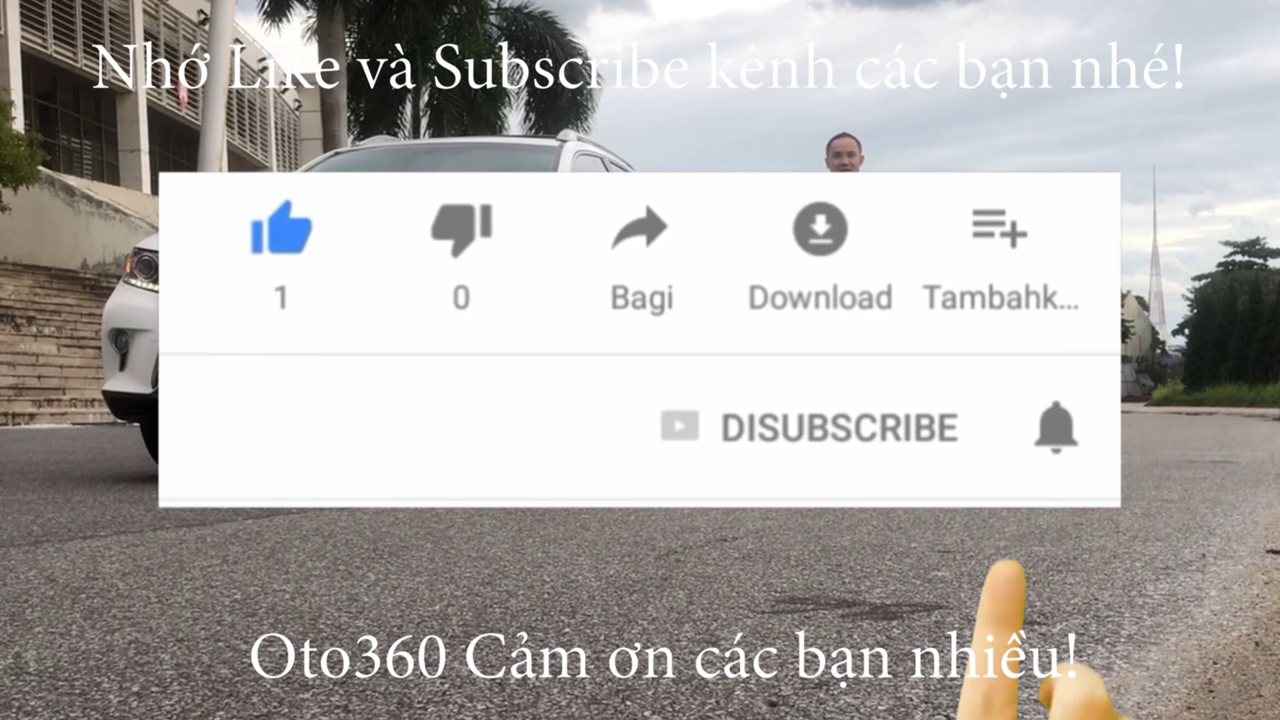 Nhớ Like và Subscribe kênh các bạn nhé!
1 0 Bagi Download Tambahk...
DISUBSCRIBE
Oto360 Cảm ơn các bạn nhiều!